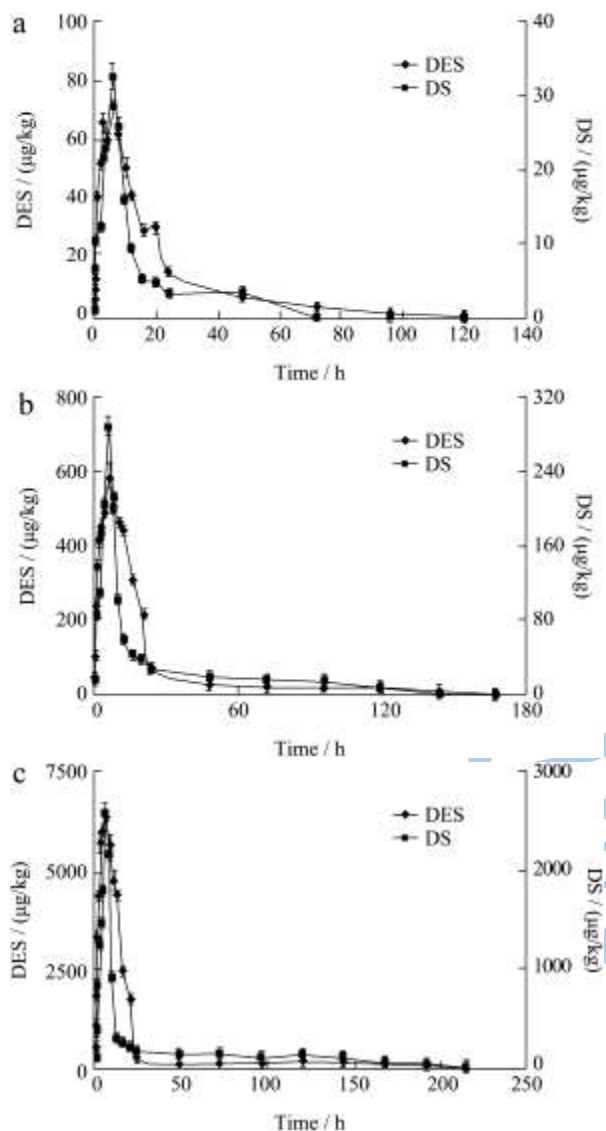 a
100
80
60
40
20
0
DES / (μg/kg)
40
30
20
10
0
DS / (μg/kg)
DES
DS
0 20 40 60 80 100 120 140
Time / h
b
800
600
400
200
0
DES / (μg/kg)
320
240
160
80
0
DS / (μg/kg)
DES
DS
0 60 120 180
Time / h
c
7500
5000
2500
0
DES / (μg/kg)
3000
2000
1000
0
DS / (μg/kg)
DES
DS
0 50 100 150 200 250
Time / h